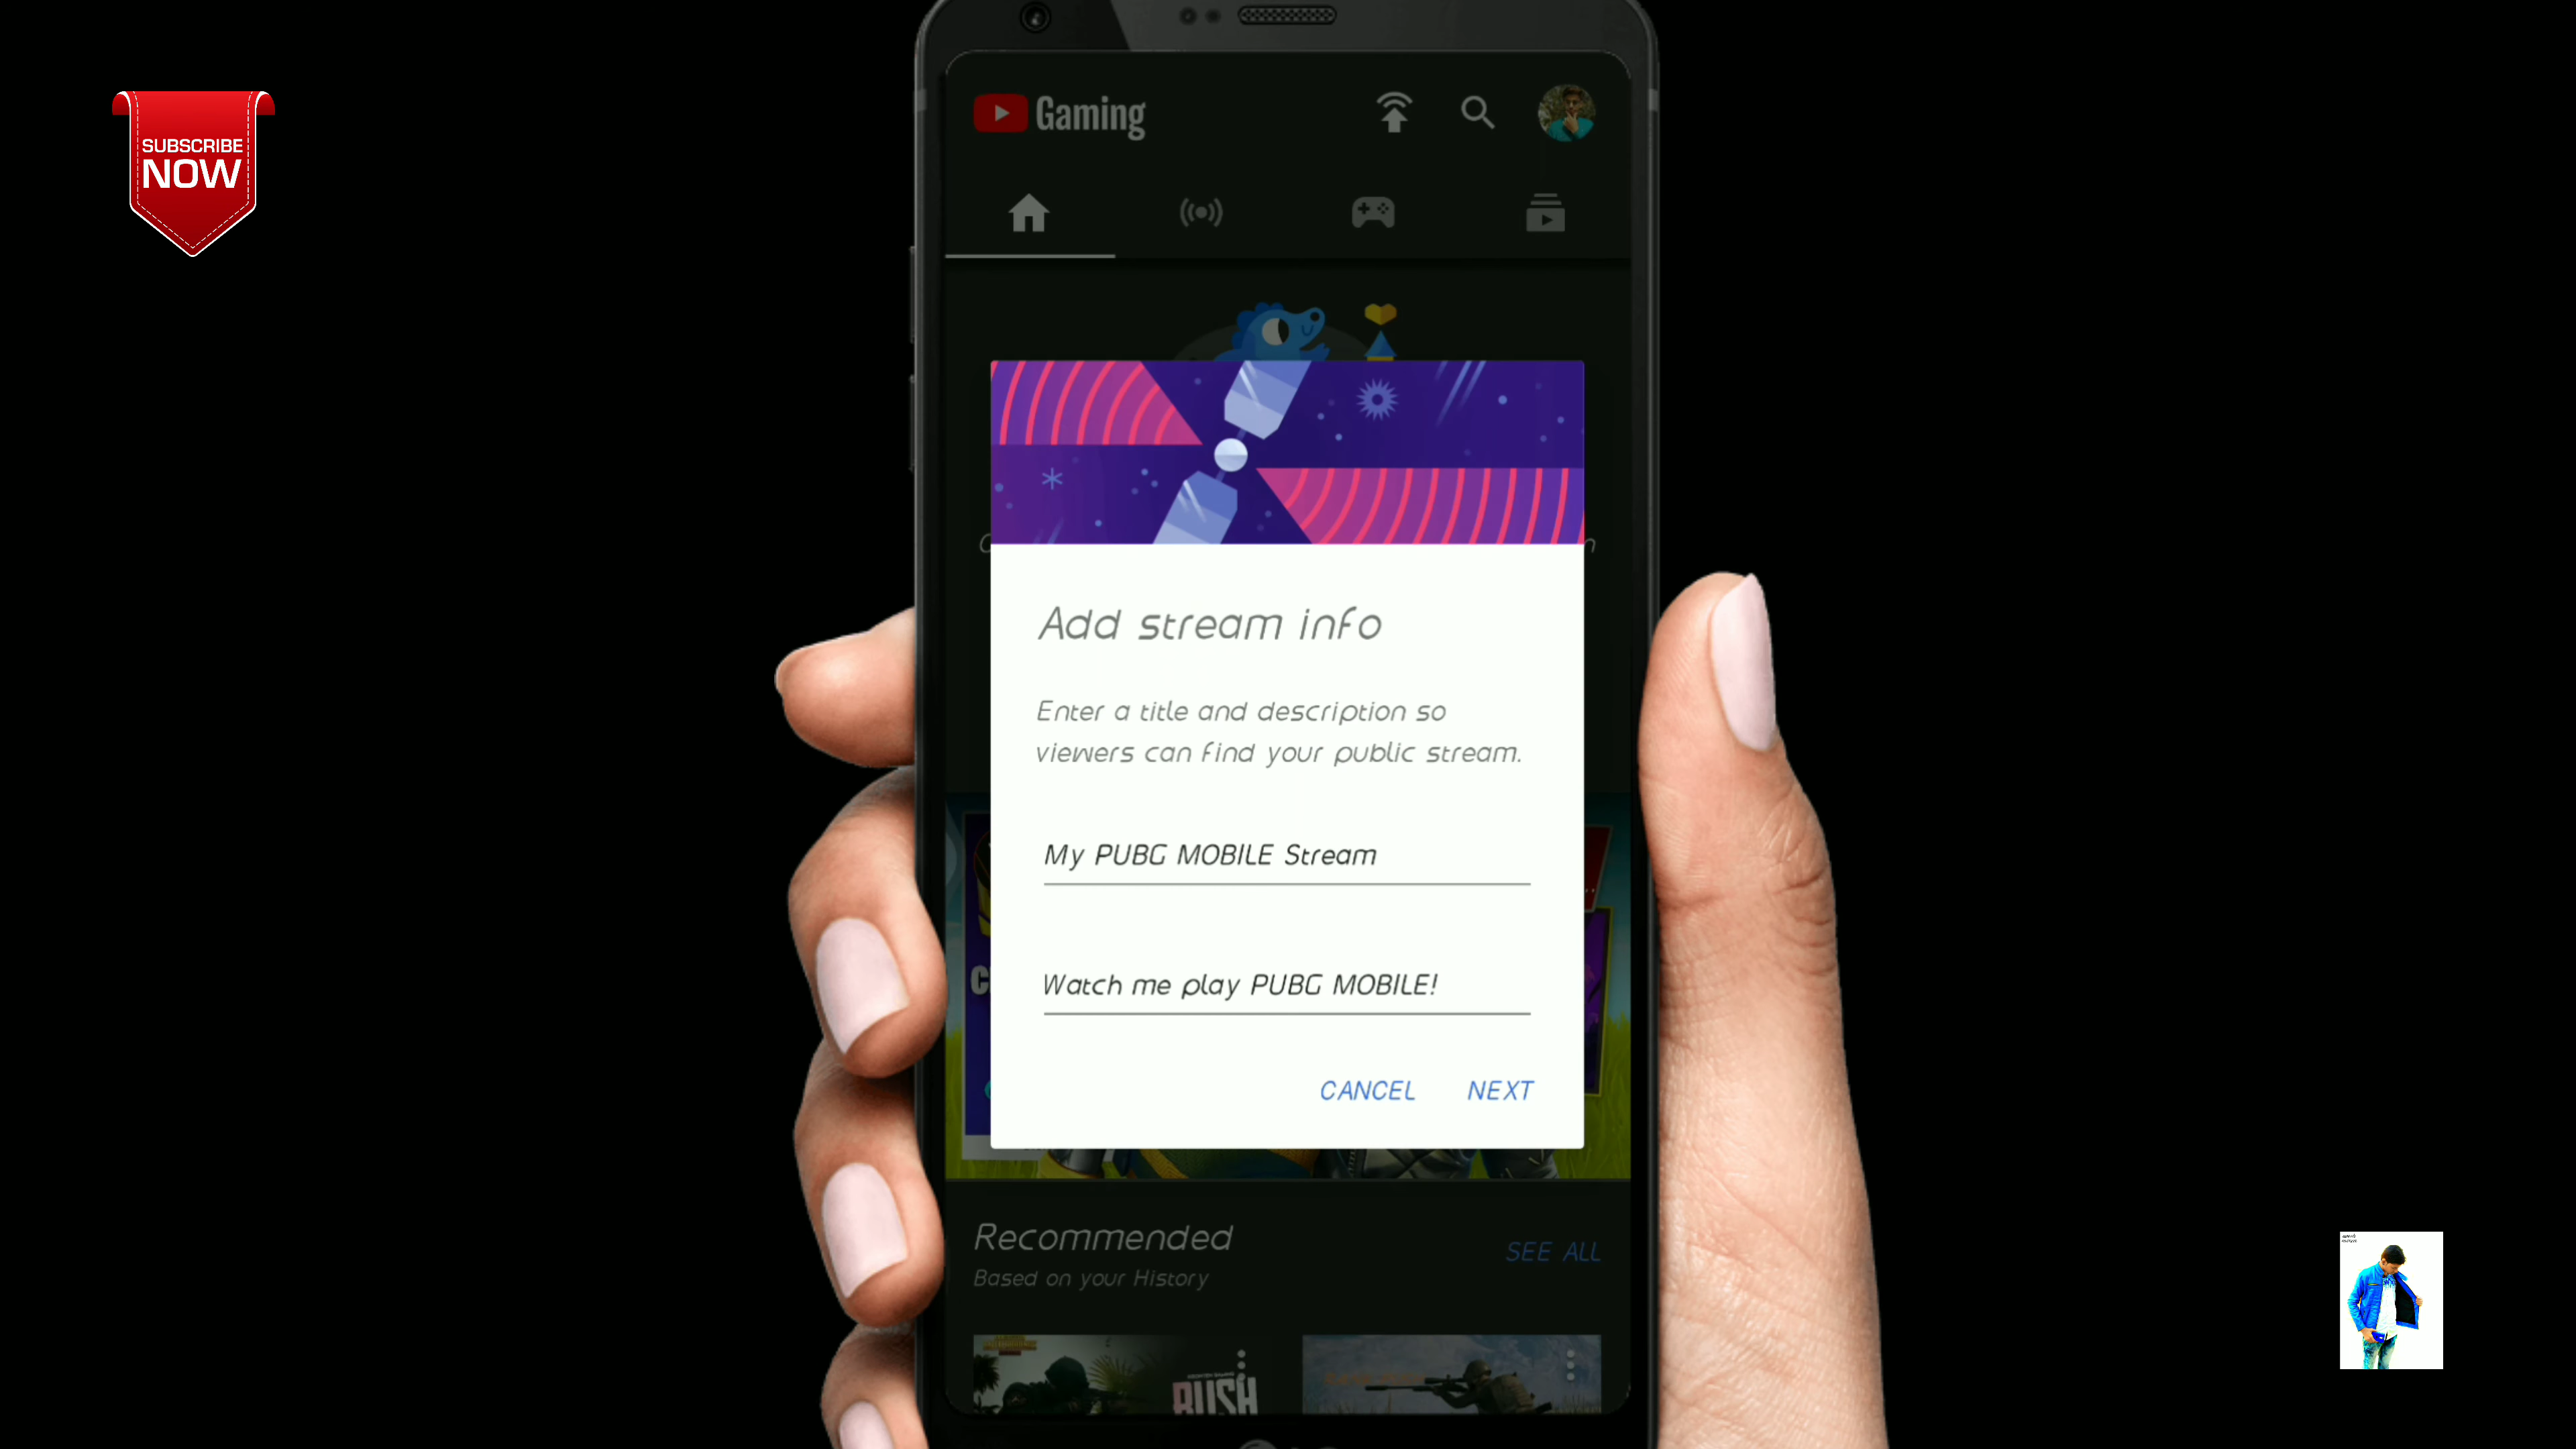 SUBSCRIBE
NOW
Gaming
Add stream info
Enter a title and description so
viewers can find your public stream.
My PUBG MOBILE Stream
Watch me play PUBG MOBILE!
CANCEL NEXT
Recommended
SEE ALL
Based on your History
RUSH